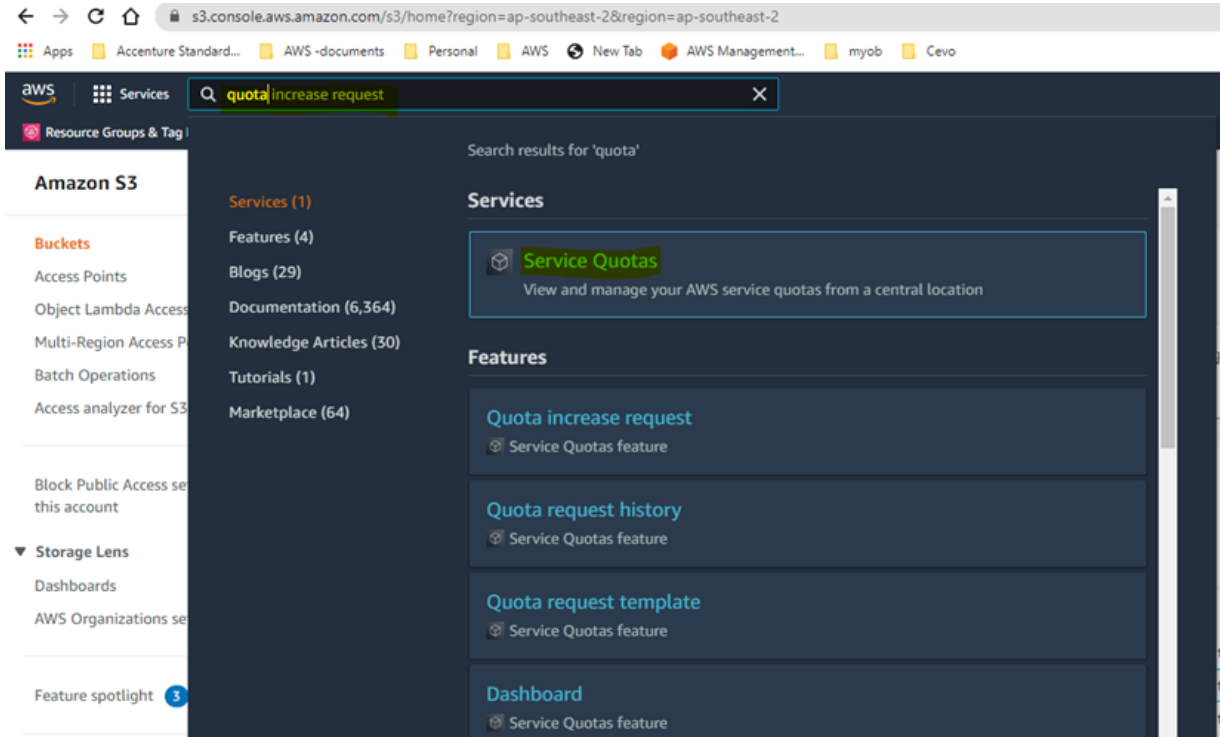 s3.console.aws.amazon.com/s3/home?region=ap-southeast-2&region=ap-southeast-2
Apps Accenture Standard... AWS -documents Personal AWS New Tab AWS Management... myob Cevo
aws Services quota increase request
Resource Groups & Tag
Search results for 'quota'
Amazon S3
Buckets
Access Points
Object Lambda Access
Multi-Region Access P
Batch Operations
Access analyzer for S3
Block Public Access se
this account
Storage Lens
Dashboards
AWS Organizations se
Feature spotlight 3
Services (1)
Features (4)
Blogs (29)
Documentation (6,364)
Knowledge Articles (30)
Tutorials (1)
Marketplace (64)
Services
Service Quotas
View and manage your AWS service quotas from a central location
Features
Quota increase request
Service Quotas feature
Quota request history
Service Quotas feature
Quota request template
Service Quotas feature
Dashboard
Service Quotas feature